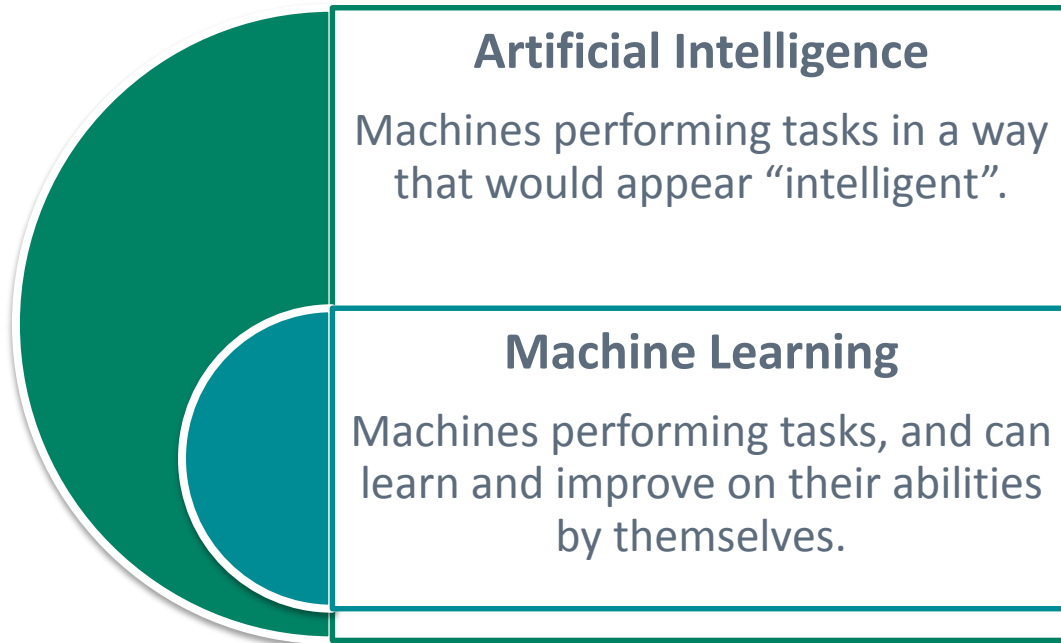 Artificial Intelligence
Machines performing tasks in a way
that would appear “intelligent”.
Machine Learning
Machines performing tasks, and can
learn and improve on their abilities
by themselves.